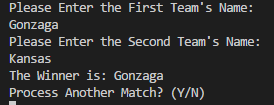 Please Enter the First Team's Name:
Gonzaga
Please Enter the Second Team's Name:
Kansas
The Winner is: Gonzaga
Process Another Match? (Y/N)